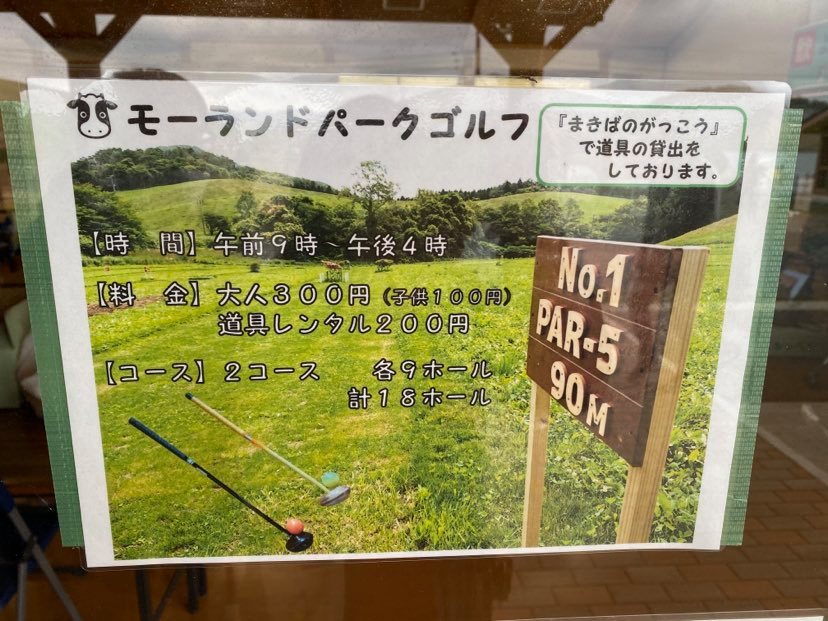 モーランドパークゴルフ
『まきばのがっこう』
で道具の貸出を
しております。
【時　間】午前９時～午後４時
【料　金】大人３００円（子供１００円）
道具レンタル２００円
【コース】２コース　各９ホール
計１８ホール
No.1
PAR-5
90M